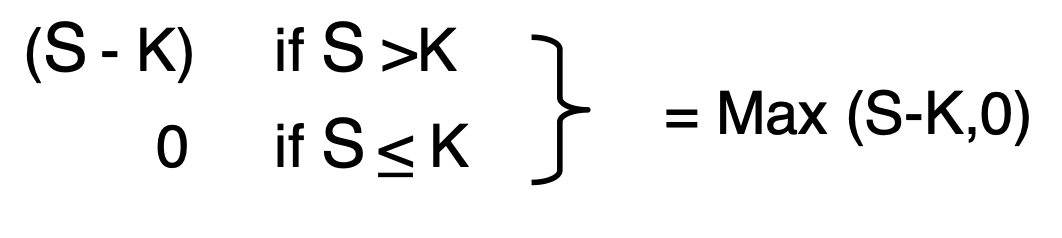 (S - K) if S >K
0 if S ≤ K
= Max (S-K,0)